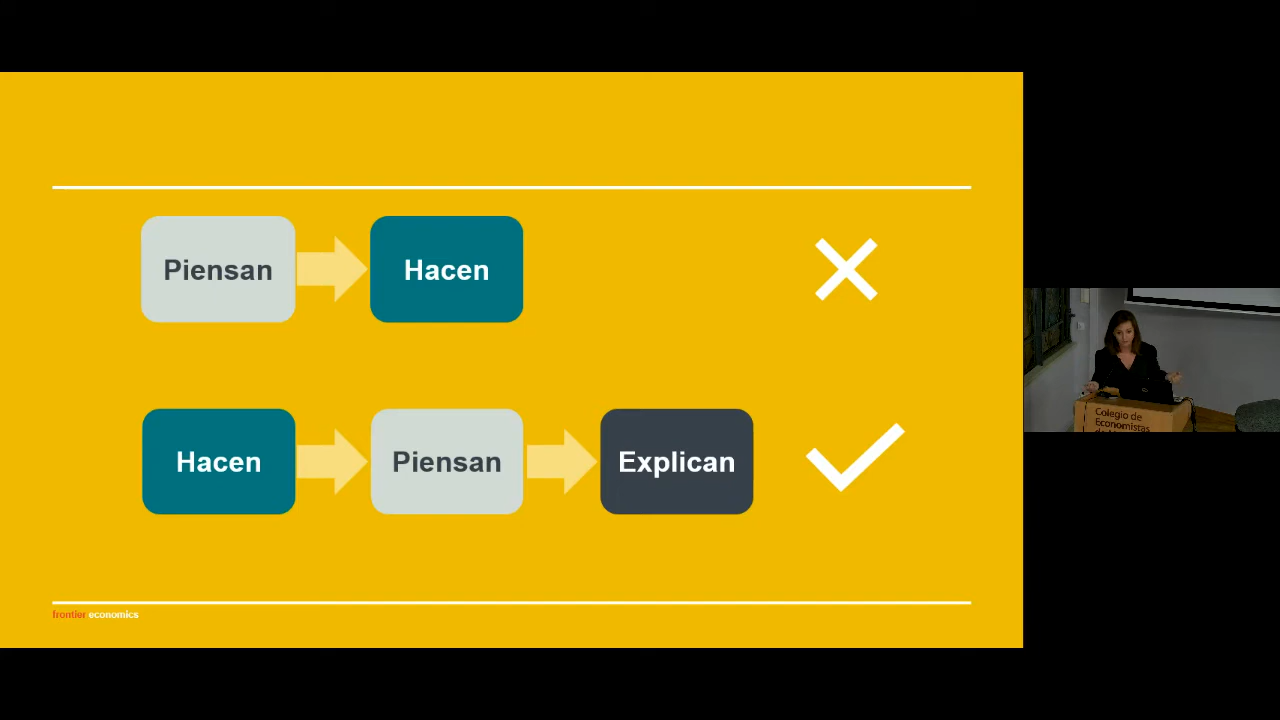 Piensan
Hacen
Hacen
Piensan
Explican
frontier economics
Colegio de
Economistas